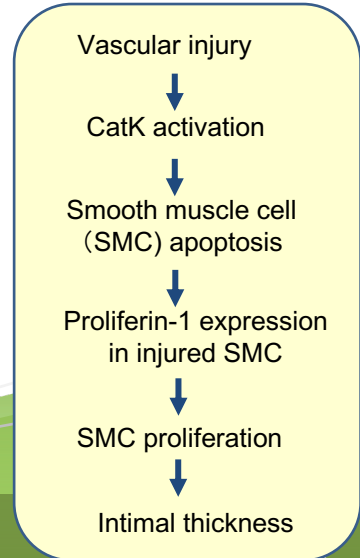 Vascular injury
CatK activation
Smooth muscle cell
（SMC) apoptosis
Proliferin-1 expression
in injured SMC
SMC proliferation
Intimal thickness